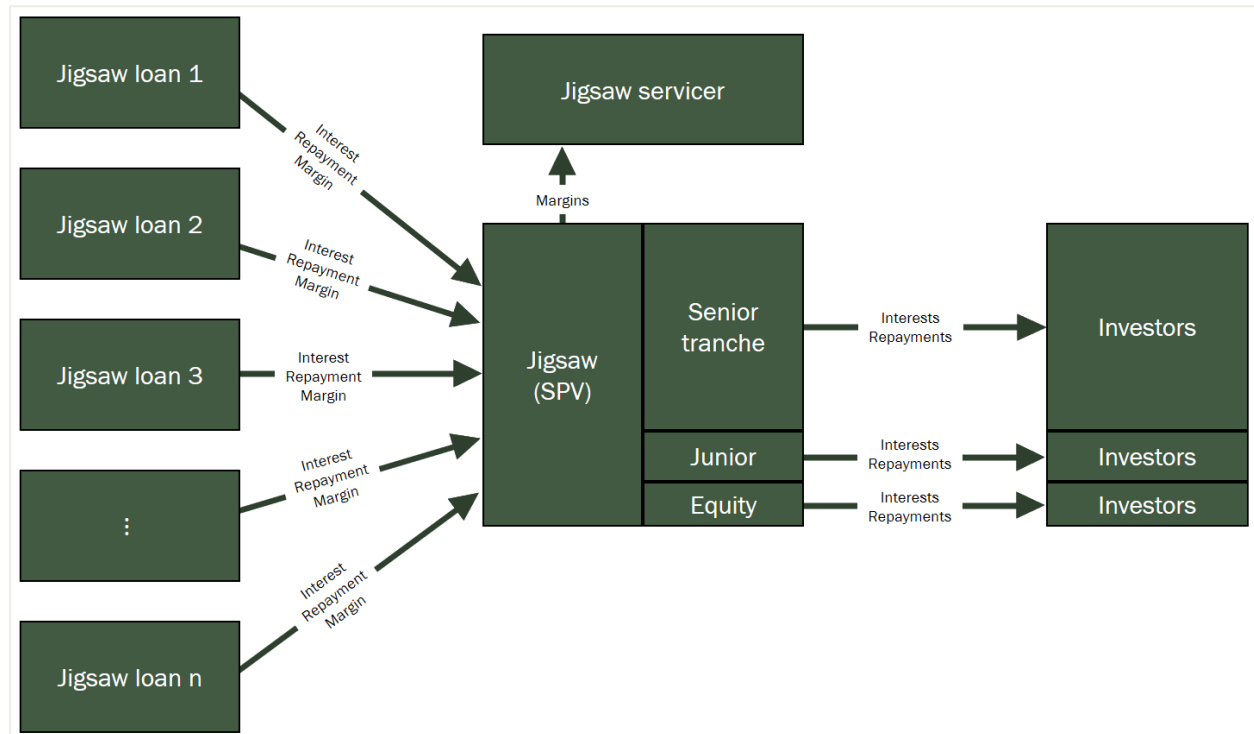 Jigsaw loan 1
Interest
Repayment
Margin
Jigsaw loan 2
Interest
Repayment
Margin
Jigsaw loan 3
Interest
Repayment
Margin
⋮
Interest
Repayment
Margin
Jigsaw loan n
Interest
Repayment
Margin
Jigsaw servicer
Margins
Jigsaw
(SPV)
Senior
tranche
Junior
Equity
Interests
Repayments
Interests
Repayments
Interests
Repayments
Investors
Investors
Investors